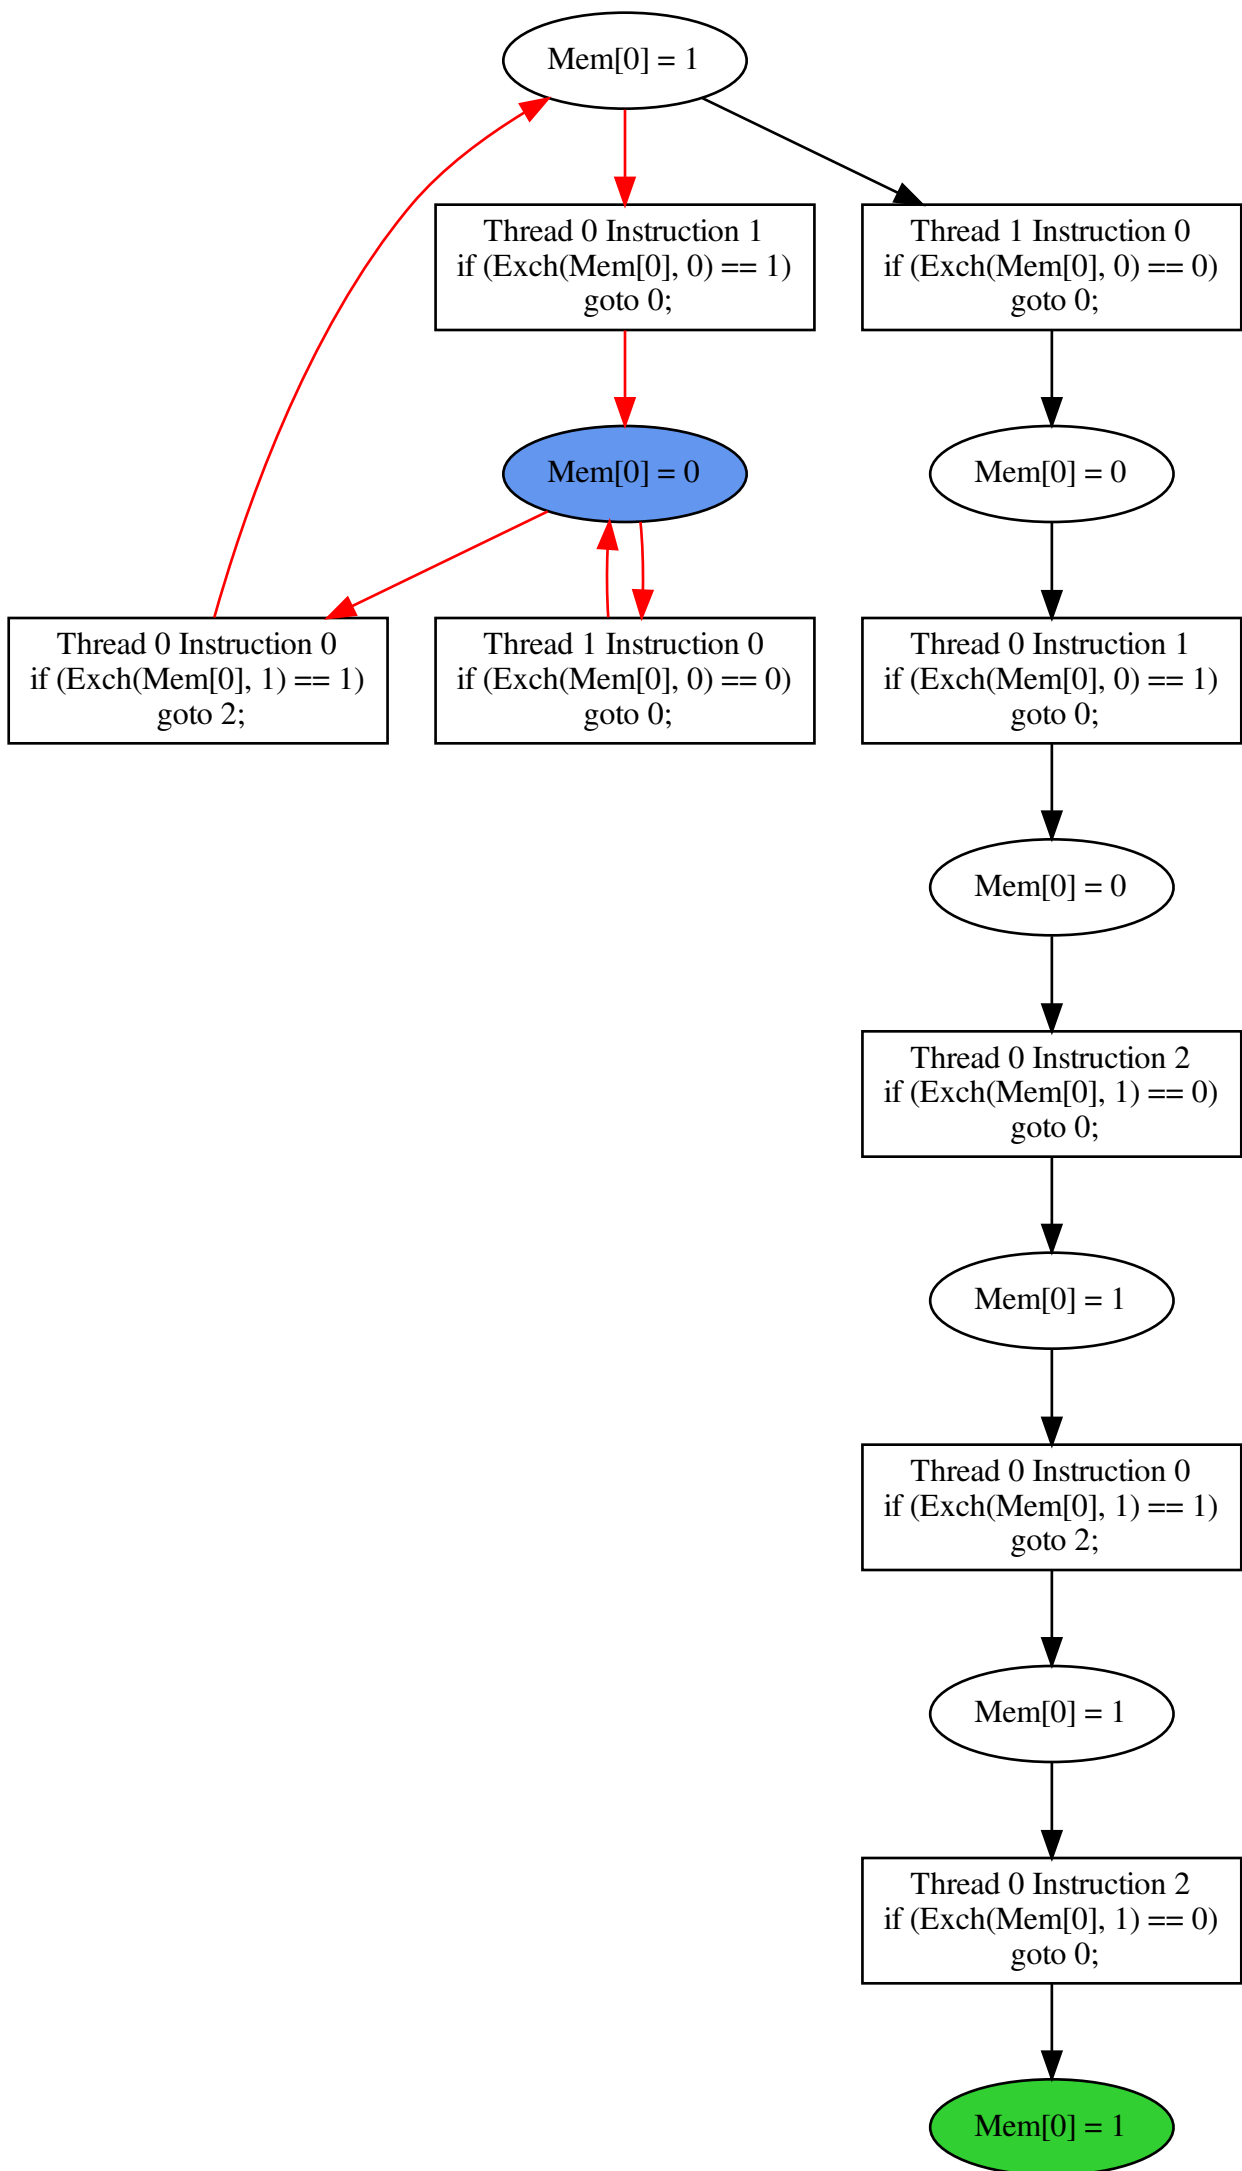 Mem[0] = 1
Thread 0 Instruction 1
if (Exch(Mem[0], 0) == 1)
goto 0;
Thread 1 Instruction 0
if (Exch(Mem[0], 0) == 0)
goto 0;
Mem[0] = 0
Mem[0] = 0
Thread 0 Instruction 0
if (Exch(Mem[0], 1) == 1)
goto 2;
Thread 1 Instruction 0
if (Exch(Mem[0], 0) == 0)
goto 0;
Thread 0 Instruction 1
if (Exch(Mem[0], 0) == 1)
goto 0;
Mem[0] = 0
Thread 0 Instruction 2
if (Exch(Mem[0], 1) == 0)
goto 0;
Mem[0] = 1
Thread 0 Instruction 0
if (Exch(Mem[0], 1) == 1)
goto 2;
Mem[0] = 1
Thread 0 Instruction 2
if (Exch(Mem[0], 1) == 0)
goto 0;
Mem[0] = 1